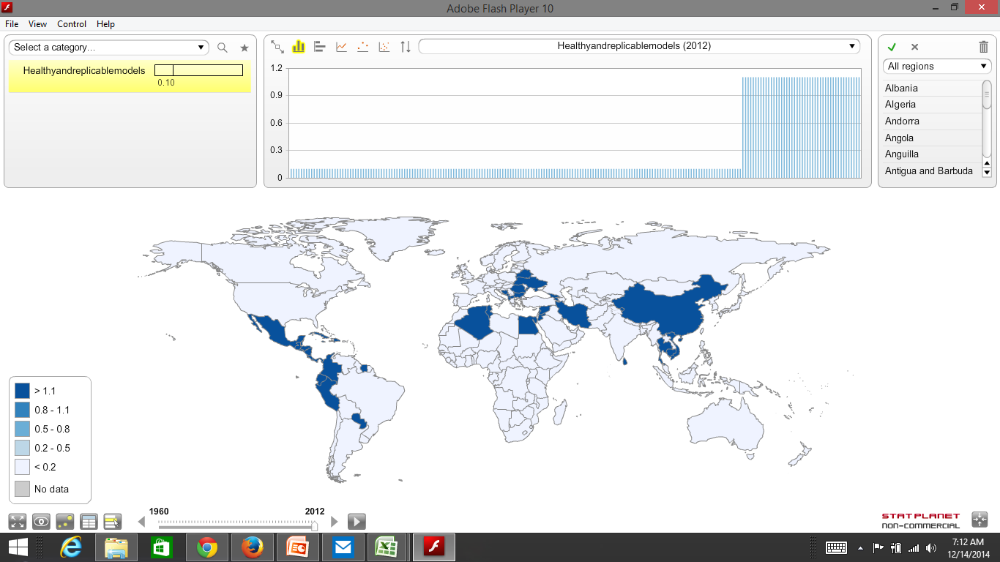 Adobe Flash Player 10
File View Control Help
Select a category...
Healthyandreplicablemodels
0.10
Healthyandreplicablemodels (2012)
1.2
0.9
0.6
0.3
0
All regions
Albania
Algeria
Andorra
Angola
Anguilla
Antigua and Barbuda
> 1.1
0.8 - 1.1
0.5 - 0.8
0.2 - 0.5
< 0.2
No data
1960 2012
STATPLANET
NON-COMMERCIAL
7:12 AM
12/14/2014